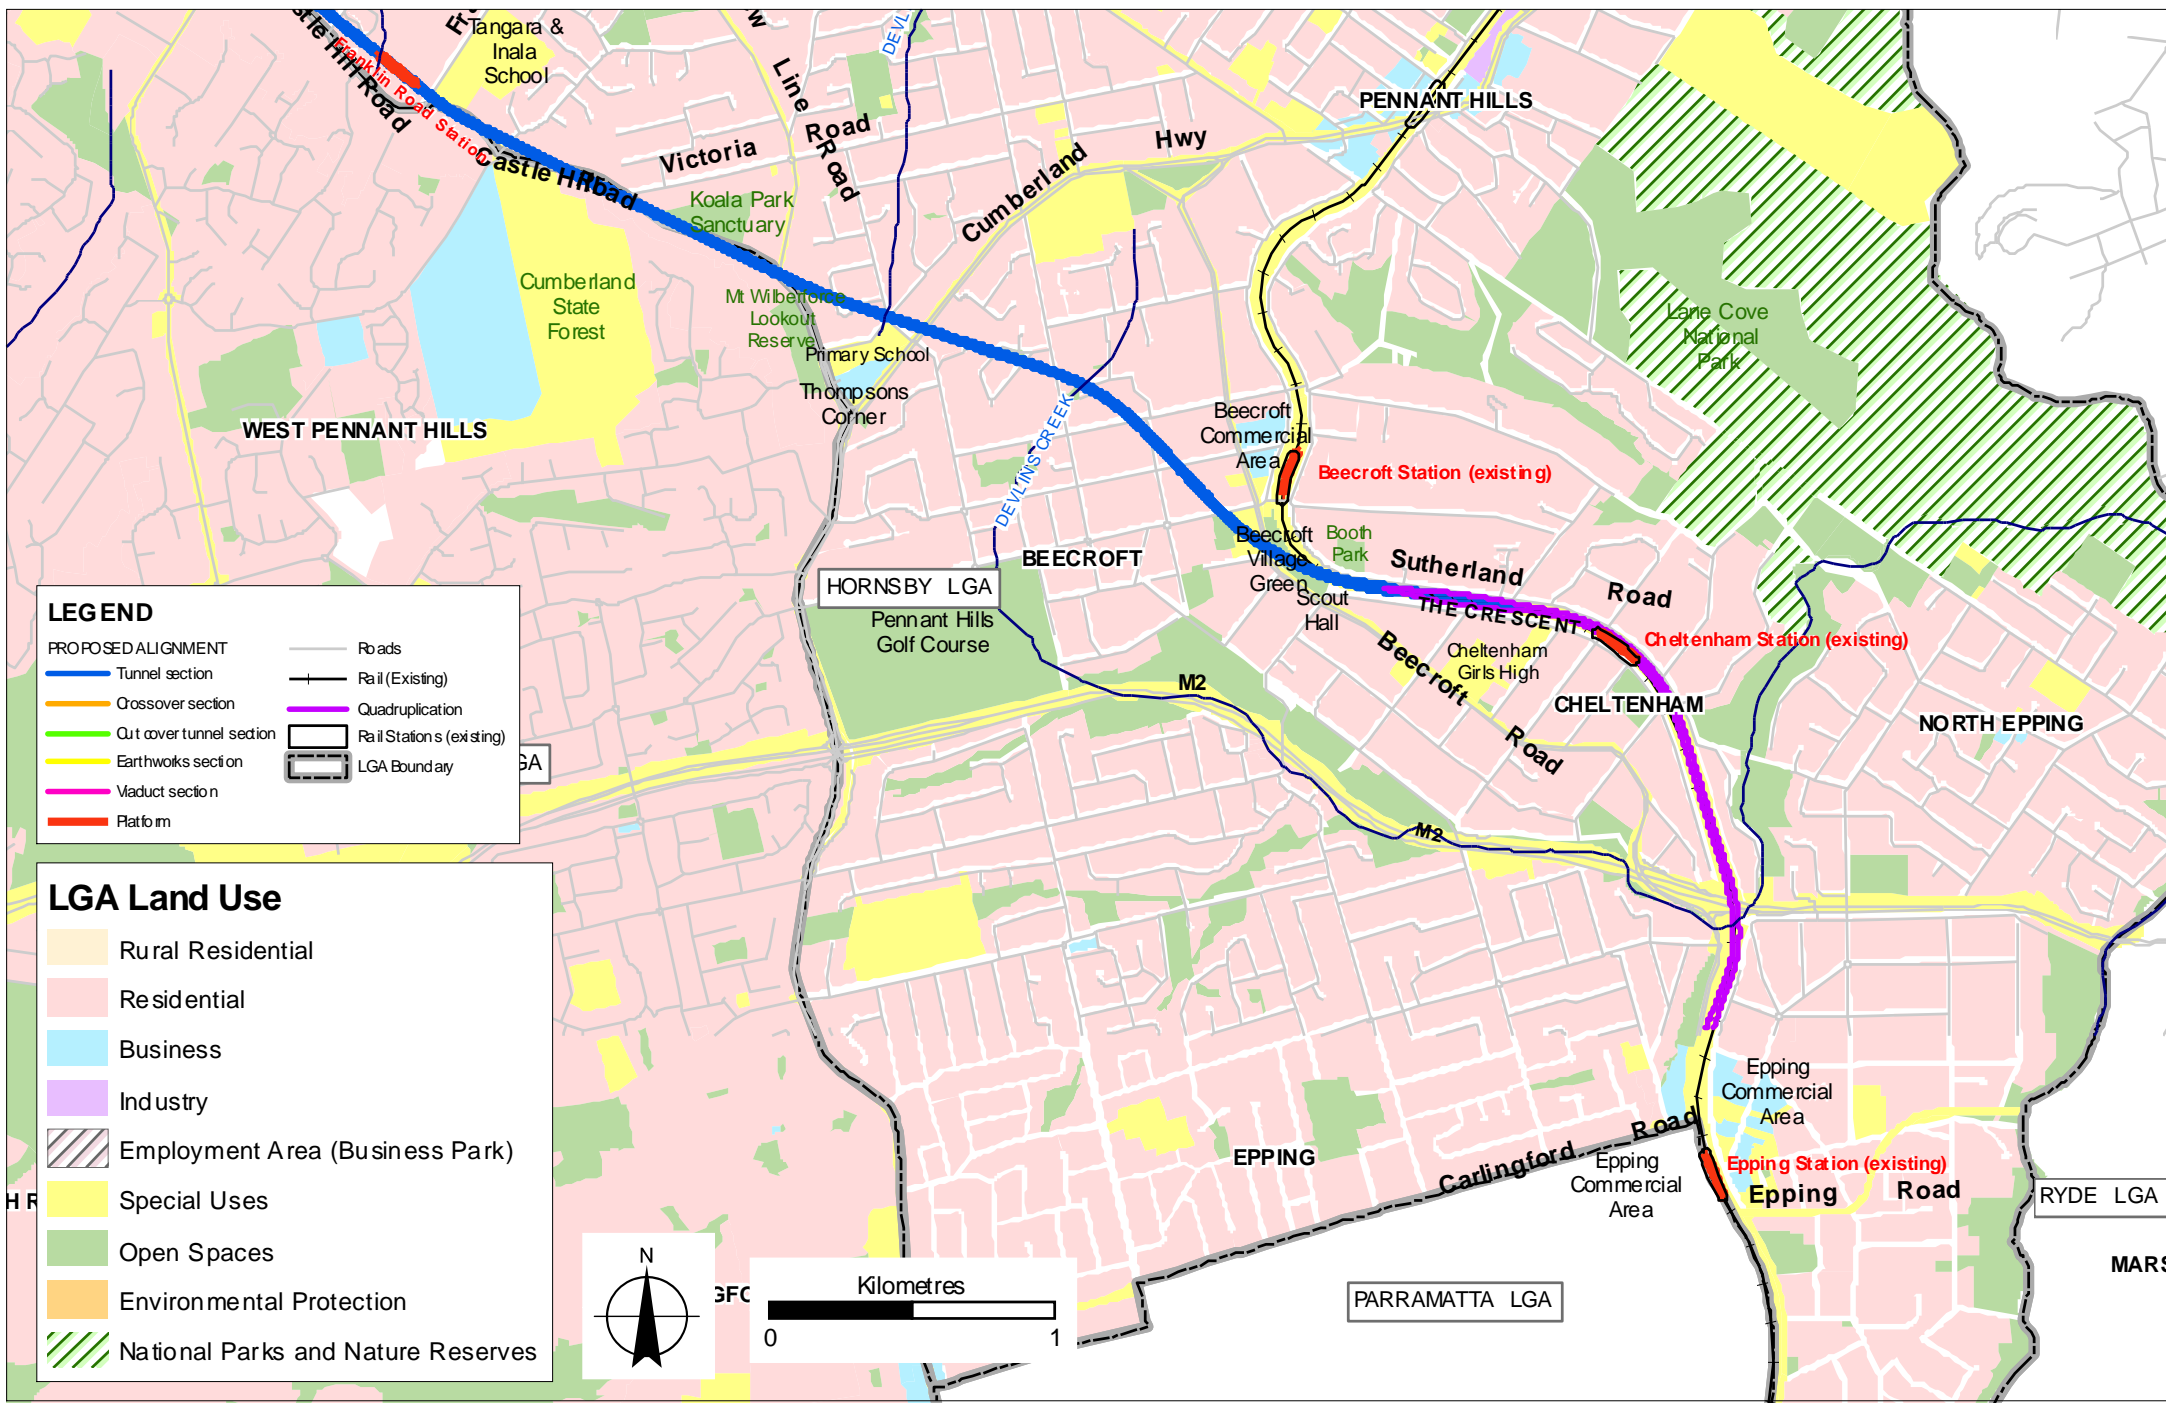 Tangara &
Inala
School
Castle Hill Road
Franklin Road Station
Line
Road
Road
Victoria
Castle Hill
Road
Koala Park
Sanctuary
Cumberland
Hwy
PENNANT HILLS
Cumberland
State
Forest
Mt Wilberforce
Lookout
Reserve
Primary School
Thompsons
Corner
Lane Cove
National
Park
WEST PENNANT HILLS
DEVLINS CREEK
Beecroft
Commercial
Area
Beecroft Station (existing)
Beecroft
Village
Green
Booth
Park
BEECROFT
Sutherland
Road
THE CRESCENT
Scout
Hall
HORNSBY LGA
Pennant Hills
Golf Course
Cheltenham Station (existing)
Cheltenham
Girls High
Beecroft
Road
CHELTENHAM
NORTH EPPING
M2
M2
LEGEND
PROPOSED ALIGNMENT
Tunnel section
Crossover section
Cut cover tunnel section
Earthworks section
Viaduct section
Platform
Roads
Rail (Existing)
Quadruplication
Rail Stations (existing)
LGA Boundary
GA
LGA Land Use
Rural Residential
Residential
Business
Industry
Employment Area (Business Park)
Special Uses
Open Spaces
Environmental Protection
National Parks and Nature Reserves
H R
Epping
Commercial
Area
EPPING
Carlingford
Road
Epping
Commercial
Area
Epping Station (existing)
Epping
Road
RYDE LGA
MARS
PARRAMATTA LGA
N
GFO
Kilometres
0
1